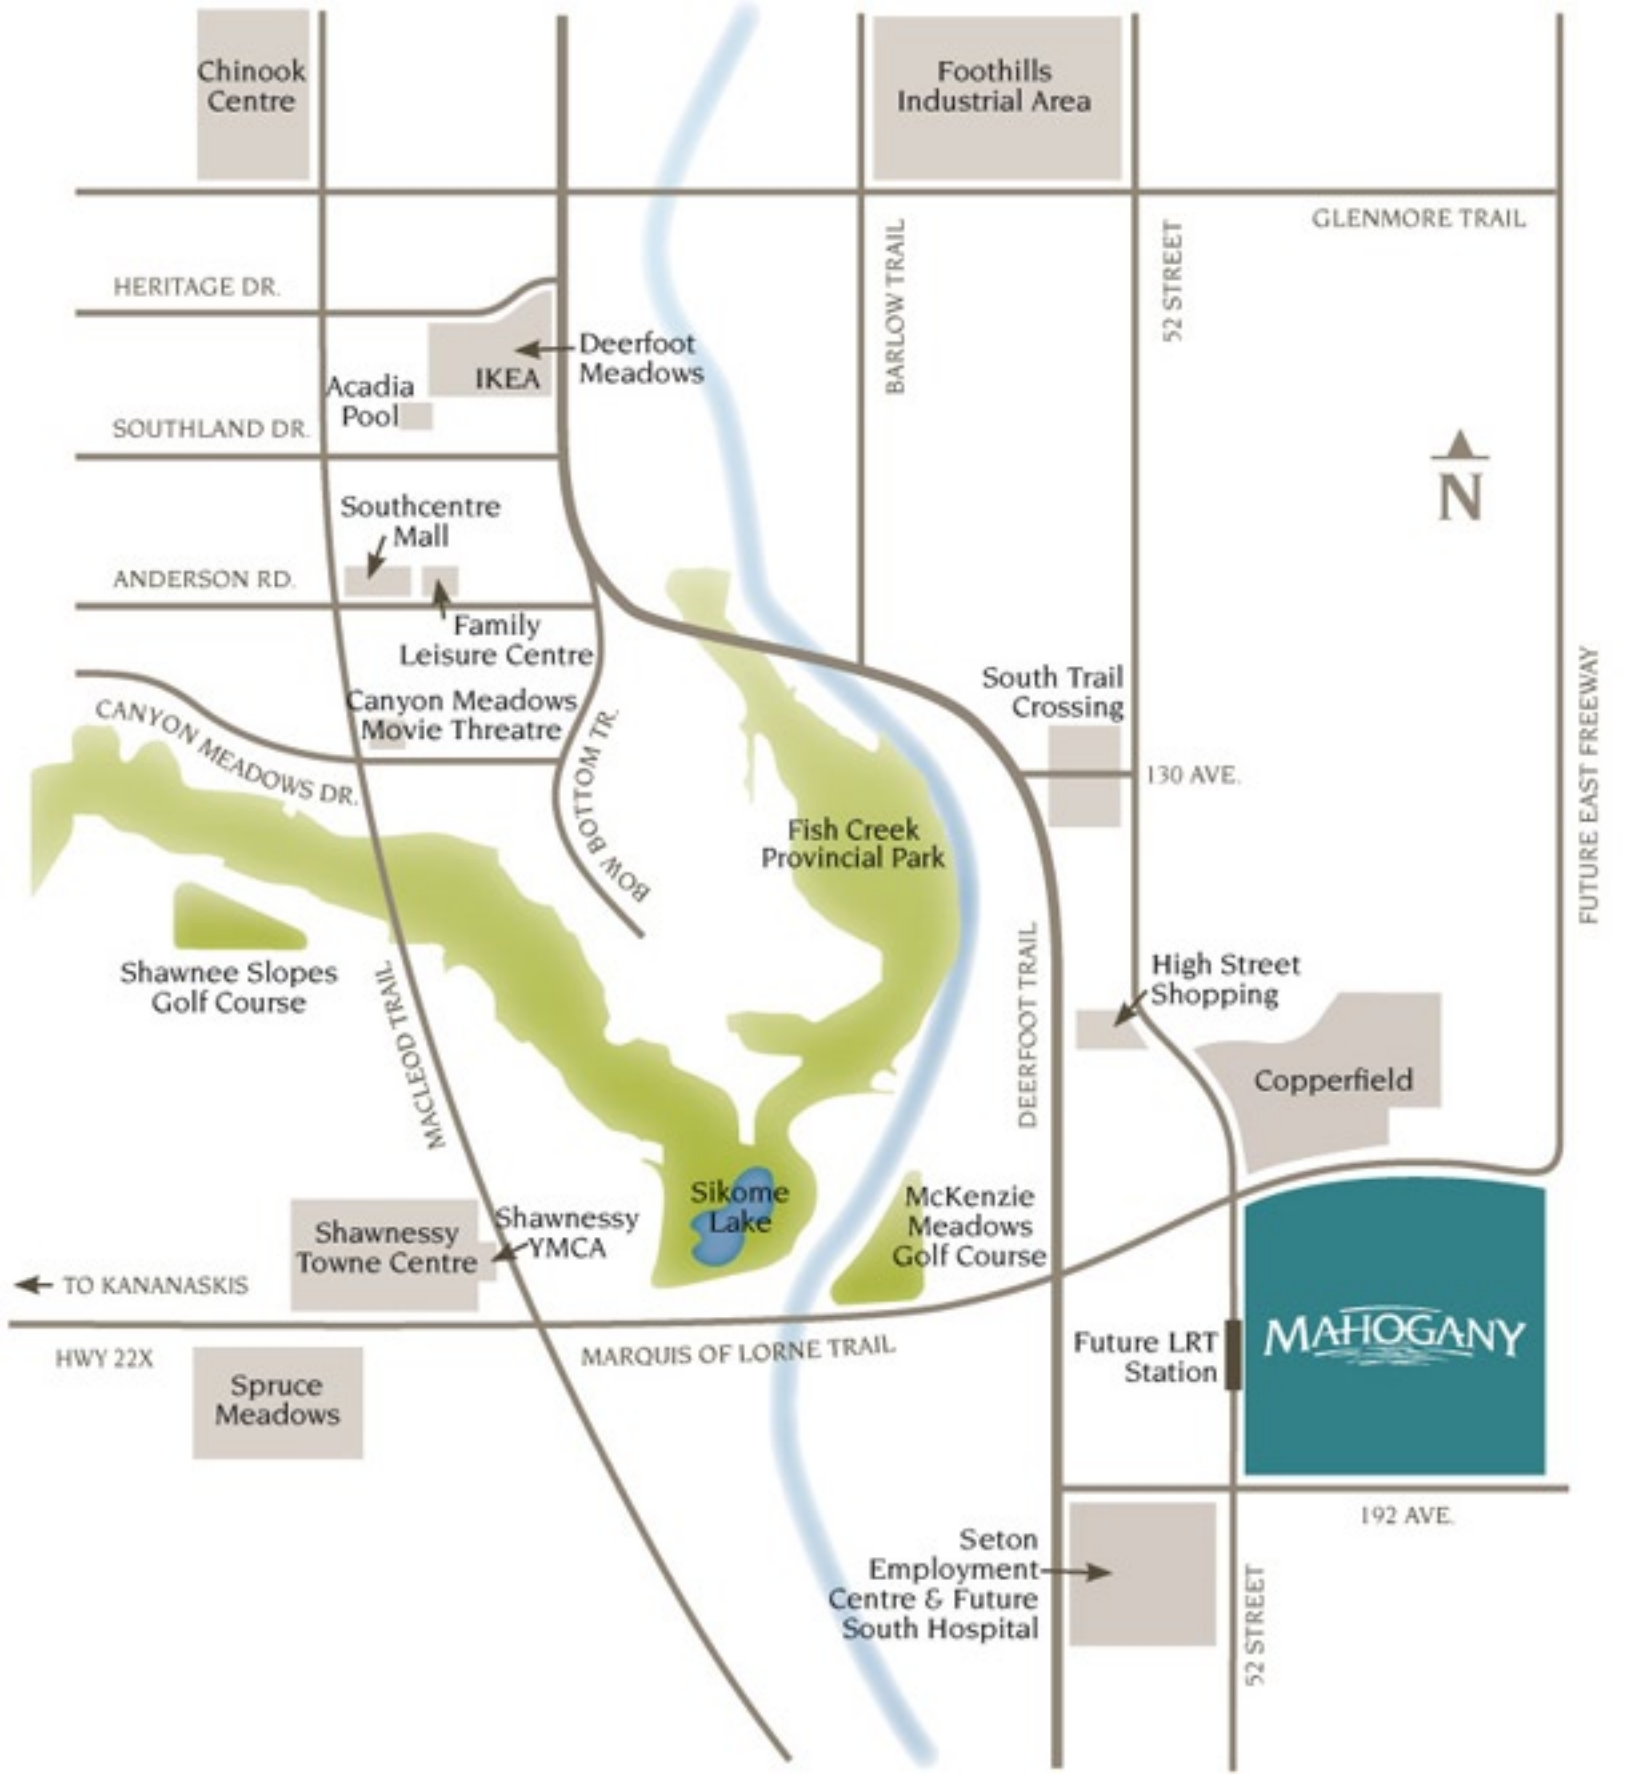 Chinook
Centre
Foothills
Industrial Area
GLENMORE TRAIL
HERITAGE DR.
BARLOW TRAIL
52 STREET
Deerfoot
Meadows
IKEA
Acadia
Pool
SOUTHLAND DR.
N
Southcentre
Mall
ANDERSON RD.
Family
Leisure Centre
Canyon Meadows
Movie Threatre
CANYON MEADOWS DR.
BOW BOTTOM TR.
South Trail
Crossing
130 AVE.
FUTURE EAST FREEWAY
Fish Creek
Provincial Park
Shawnee Slopes
Golf Course
MACLEOD TRAIL
DEERFOOT TRAIL
High Street
Shopping
Copperfield
Sikome
Lake
McKenzie
Meadows
Golf Course
Shawnessy
Towne Centre
Shawnessy
YMCA
TO KANANASKIS
HWY 22X
MARQUIS OF LORNE TRAIL
Future LRT
Station
MAHOGANY
Spruce
Meadows
192 AVE.
Seton
Employment
Centre & Future
South Hospital
52 STREET